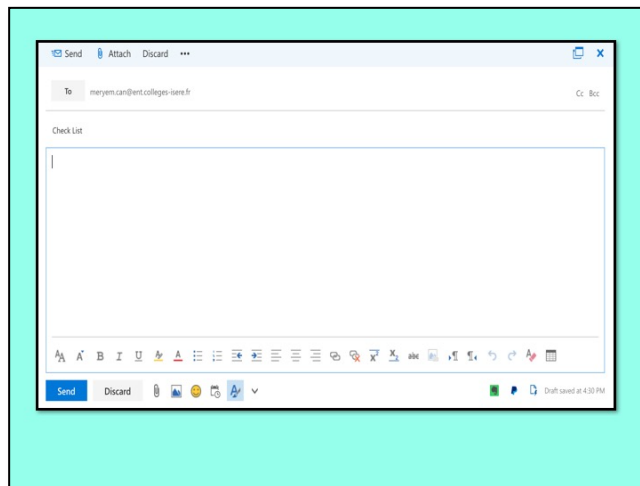 Send Attach Discard •••
To meryem.can@ent.colleges-isere.fr Cc Bcc
Check List
Send Discard Draft saved at 4:30 PM